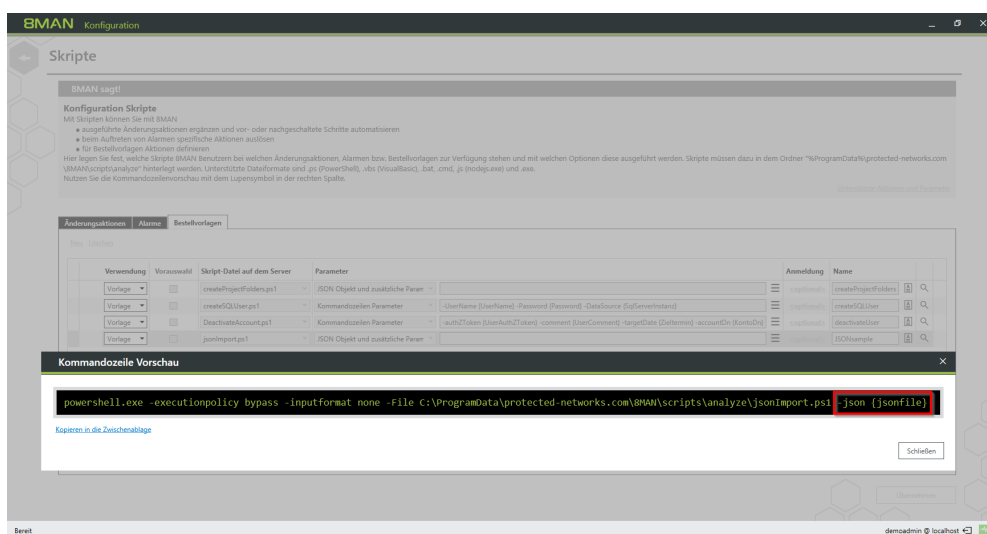 8MAN Konfiguration
Skripte
8MAN sagt!
Konfiguration Skripte
Mit Skripten können Sie mit 8MAN
• ausgeführte Änderungsaktionen ergänzen und vor- oder nachgeschaltete Schritte automatisieren
• beim Auftreten von Alarmen spezifische Aktionen auslösen
• für Bestellvorlagen Aktionen definieren
Hier legen Sie fest, welche Skripte 8MAN Benutzern bei welchen Änderungsaktionen, Alarmen bzw. Bestellvorlagen zur Verfügung stehen und mit welchen Optionen diese ausgeführt werden. Skripte müssen dazu in dem Ordner "%ProgramData%\protected-networks.com
\8MAN\scripts\analyze" hinterlegt werden. Unterstützte Dateiformate sind .ps (PowerShell), .vbs (VisualBasic), .bat, .cmd, .js (nodejs.exe) und .exe.
Nutzen Sie die Kommandozeilenvorschau mit dem Lupensymbol in der rechten Spalte.
Änderungsaktionen Alarme Bestellvorlagen
Neu Löschen
Verwendung Vorauswahl Skript-Datei auf dem Server Parameter Anmeldung Name
Vorlage createProjectFolders.ps1 JSON Objekt und zusätzliche Param createProjectFolders
Vorlage createSQLUser.ps1 Kommandozeilen Parameter -UserName {UserName} -Password {Password} -DataSource {SqlServerInstanz} createSQLUser
Vorlage DeactivateAccount.ps1 Kommandozeilen Parameter -authZToken {UserAuthZToken} -comment {UserComment} -targetDate {Zieltermin} -accountDn {KontoDn} deactivateUser
Vorlage jsonImport.ps1 JSON Objekt und zusätzliche Param JSONsample
Kommandozeile Vorschau
powershell.exe -executionpolicy bypass -inputformat none -File C:\ProgramData\protected-networks.com\8MAN\scripts\analyze\jsonImport.ps1 -json {jsonfile}
Kopieren in die Zwischenablage
Schließen
Bereit demoadmin @ localhost